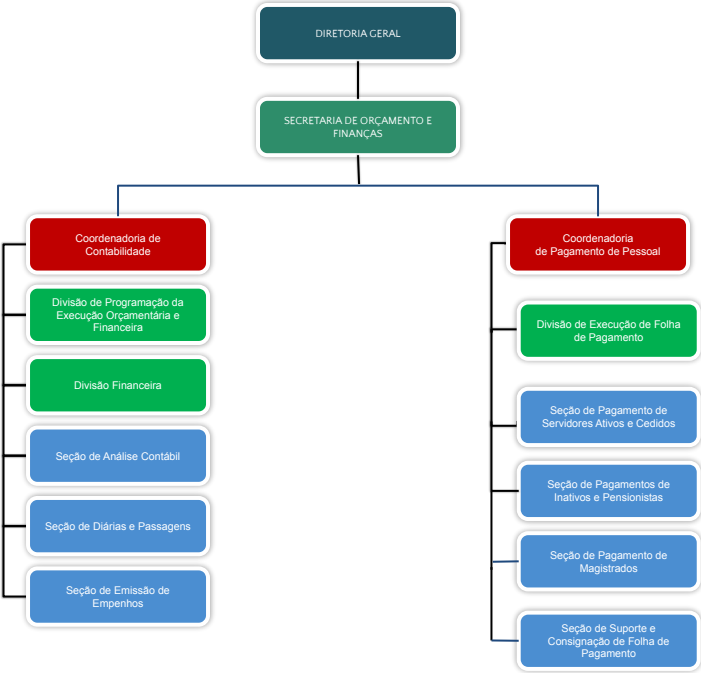 DIRETORIA GERAL
SECRETARIA DE ORÇAMENTO E
FINANÇAS
Coordenadoria de
Contabilidade
Divisão de Programação da
Execução Orçamentária e
Financeira
Divisão Financeira
Seção de Análise Contábil
Seção de Diárias e Passagens
Seção de Emissão de
Empenhos
Coordenadoria
de Pagamento de Pessoal
Divisão de Execução de Folha
de Pagamento
Seção de Pagamento de
Servidores Ativos e Cedidos
Seção de Pagamentos de
Inativos e Pensionistas
Seção de Pagamento de
Magistrados
Seção de Suporte e
Consignação de Folha de
Pagamento